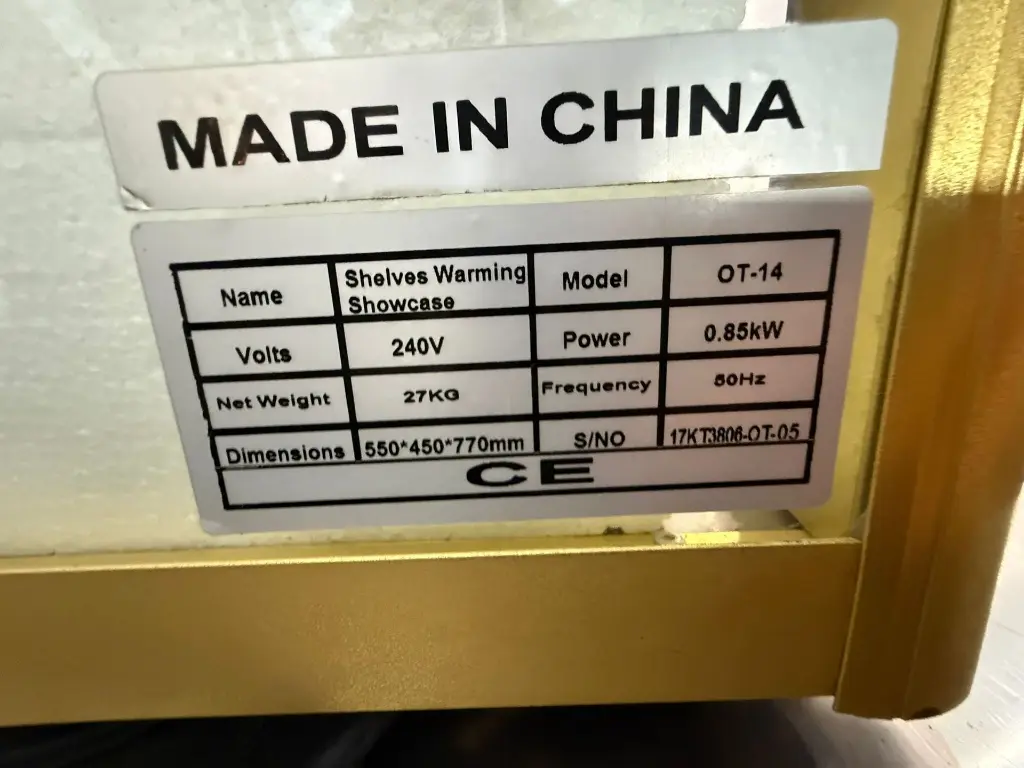 MADE IN CHINA
Name Shelves Warming Showcase Model OT-14
Volts 240V Power 0.85kW
Net Weight 27KG Frequency 50Hz
Dimensions 550*450*770mm S/NO 17KT3806-OT-05
CE